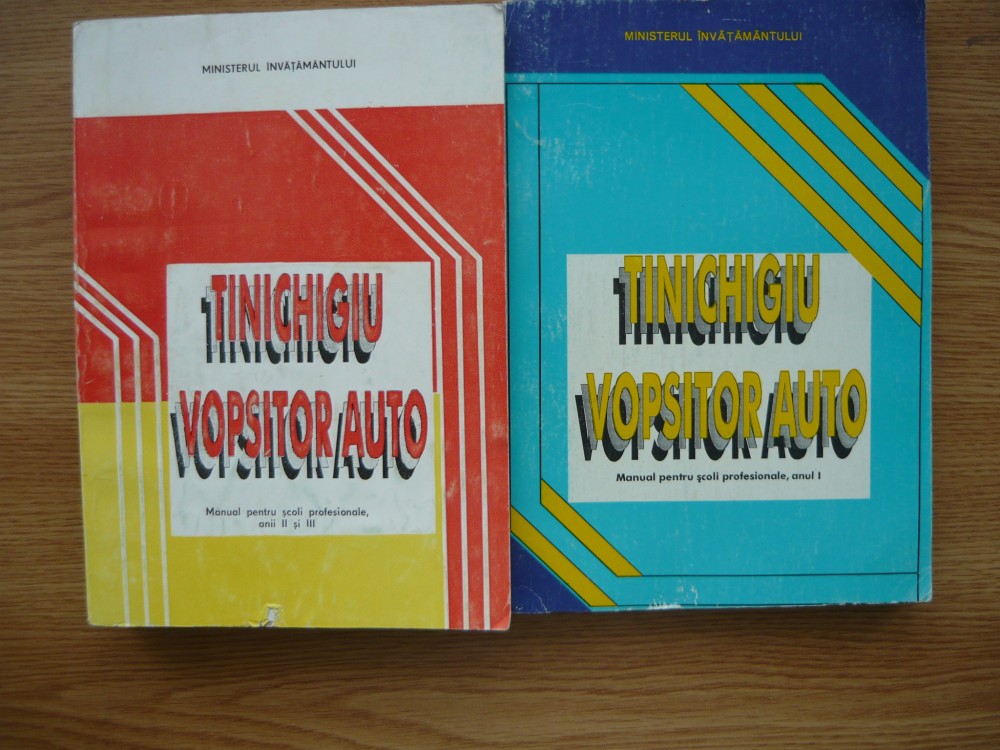 MINISTERUL ÎNVĂȚĂMÂNTULUI
TINICHIGIU
VOPSITOR AUTO
Manual pentru școli profesionale,
anii II și III
MINISTERUL ÎNVĂȚĂMÂNTULUI
TINICHIGIU
VOPSITOR AUTO
Manual pentru școli profesionale, anul I